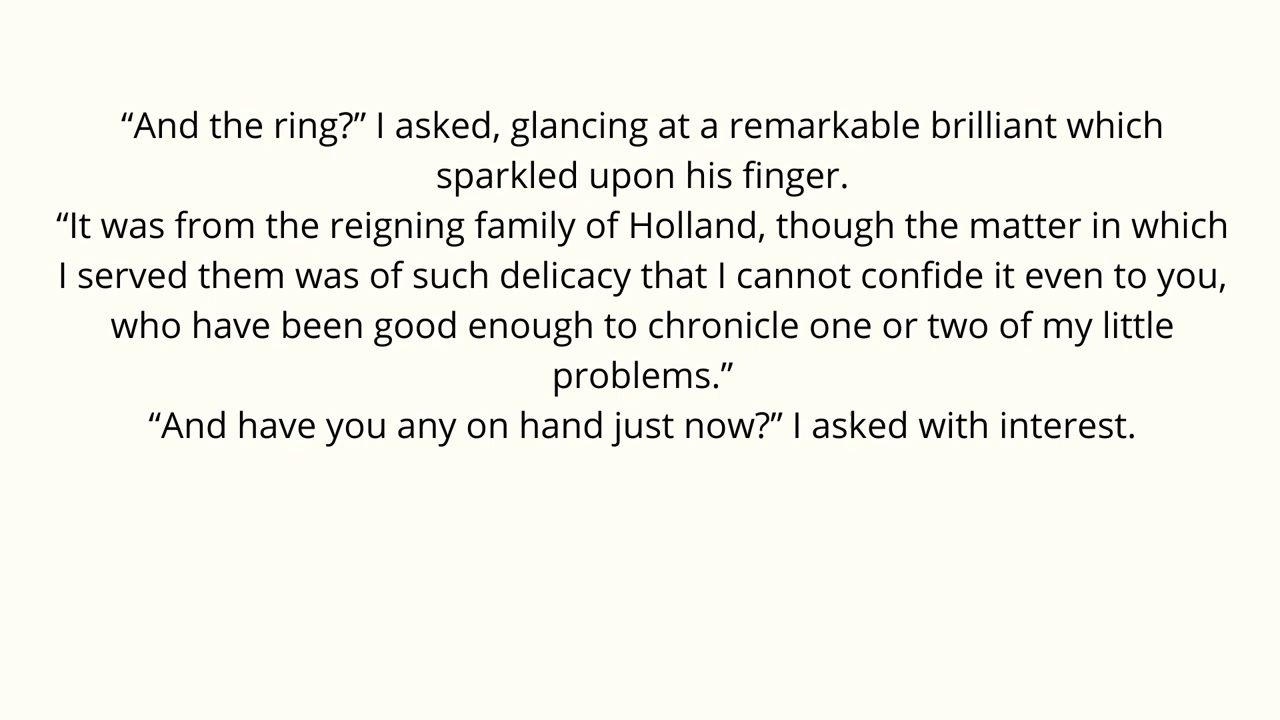 “And the ring?” I asked, glancing at a remarkable brilliant which
sparkled upon his finger.
“It was from the reigning family of Holland, though the matter in which
I served them was of such delicacy that I cannot confide it even to you,
who have been good enough to chronicle one or two of my little
problems.”
“And have you any on hand just now?” I asked with interest.